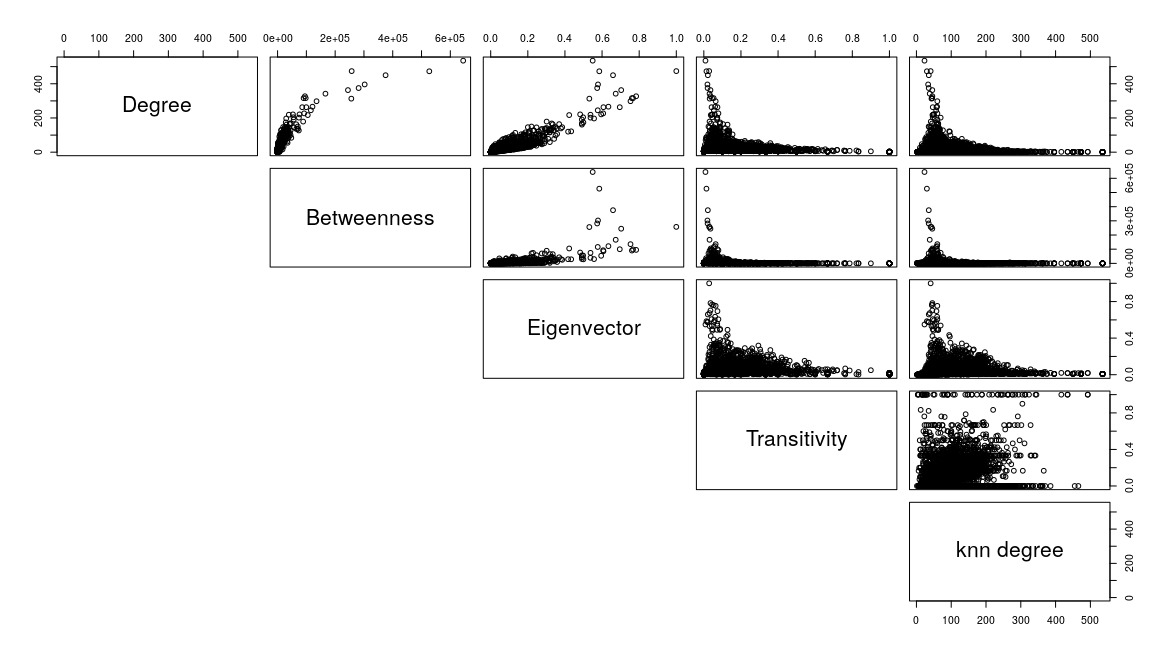 0 100 200 300 400 500
0e+00 2e+05 4e+05 6e+05
0.0 0.2 0.4 0.6 0.8 1.0
0.0 0.2 0.4 0.6 0.8 1.0
0 100 200 300 400 500
0 200 400
Degree
0 200 400
Betweenness
0e+00 3e+05 6e+05
Eigenvector
0.0 0.4 0.8
Transitivity
0.0 0.4 0.8
knn degree
0 200 400
0 100 200 300 400 500